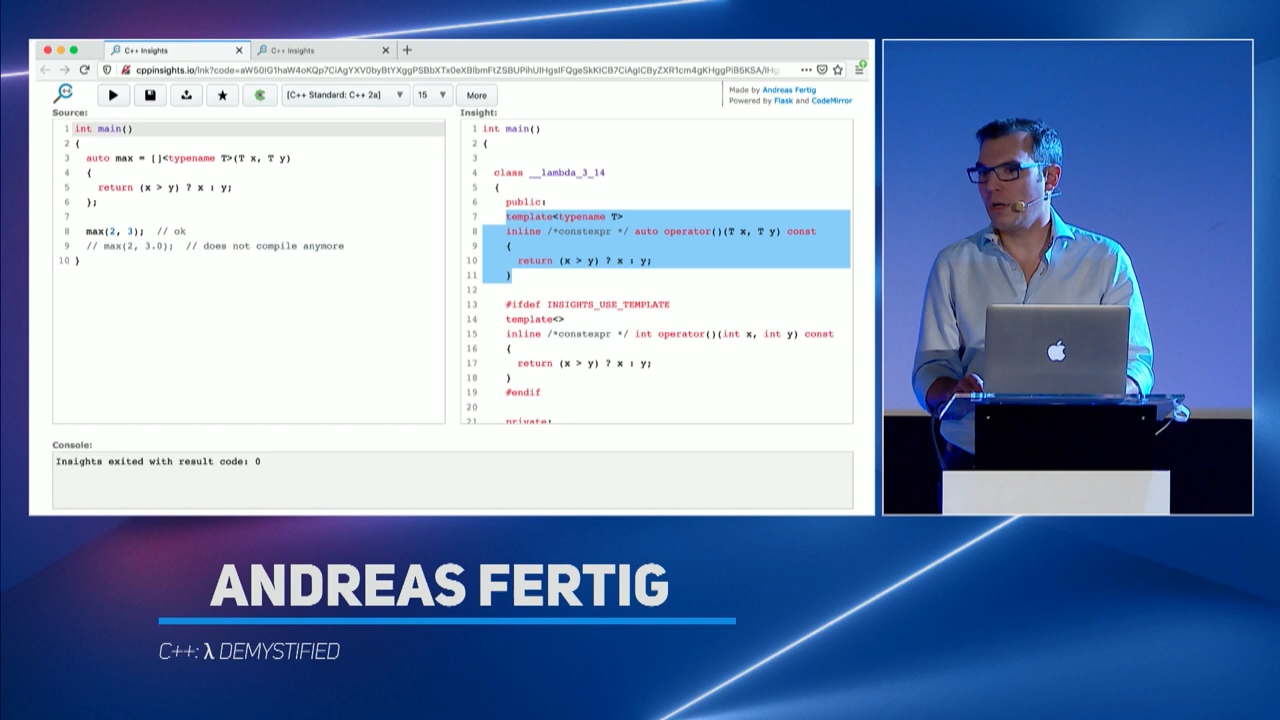 C++ Insights
C++ Insights
cppinsights.io/lnk?code=
[C++ Standard: C++ 2a]
15
More
Made by Andreas Fertig
Powered by Flask and CodeMirror
Source:
1 int main()
2 {
3 auto max = []<typename T>(T x, T y)
4 {
5 return (x > y) ? x : y;
6 };
7
8 max(2, 3); // ok
9 // max(2, 3.0); // does not compile anymore
10 }
Insight:
1 int main()
2 {
3
4 class __lambda_3_14
5 {
6 public:
7 template<typename T>
8 inline /*constexpr */ auto operator()(T x, T y) const
9 {
10 return (x > y) ? x : y;
11 }
12
13 #ifdef INSIGHTS_USE_TEMPLATE
14 template<>
15 inline /*constexpr */ int operator()(int x, int y) const
16 {
17 return (x > y) ? x : y;
18 }
19 #endif
20
21 private:
Console:
Insights exited with result code: 0
ANDREAS FERTIG
C++: λ DEMYSTIFIED